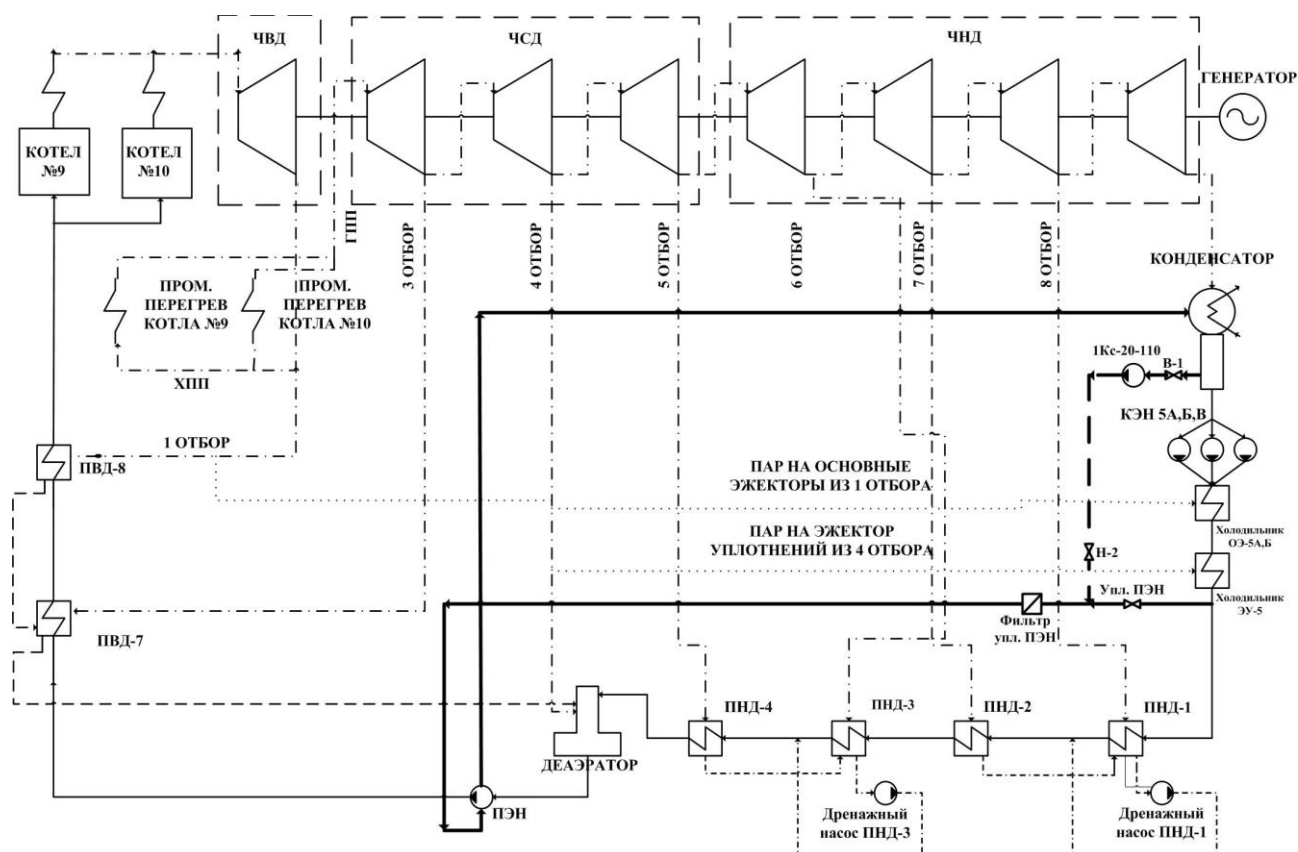 ЧВД
ЧСД
ЧНД
ГЕНЕРАТОР
КОТЕЛ
№9
КОТЕЛ
№10
ГПП
3 ОТБОР
4 ОТБОР
5 ОТБОР
6 ОТБОР
7 ОТБОР
8 ОТБОР
КОНДЕНСАТОР
ПРОМ.
ПЕРЕГРЕВ
КОТЛА №9
ПРОМ.
ПЕРЕГРЕВ
КОТЛА №10
ХПП
1Кс-20-110
В-1
КЭН 5А,Б,В
1 ОТБОР
ПВД-8
ПАР НА ОСНОВНЫЕ
ЭЖЕКТОРЫ ИЗ 1 ОТБОРА
Холодильник
ОЭ-5А,Б
ПАР НА ЭЖЕКТОР
УПЛОТНЕНИЙ ИЗ 4 ОТБОРА
Н-2
Холодильник
ЭУ-5
Упл. ПЭН
Фильтр
упл. ПЭН
ПВД-7
ПНД-4
ПНД-3
ПНД-2
ПНД-1
ДЕАЭРАТОР
ПЭН
Дренажный
насос ПНД-3
Дренажный
насос ПНД-1